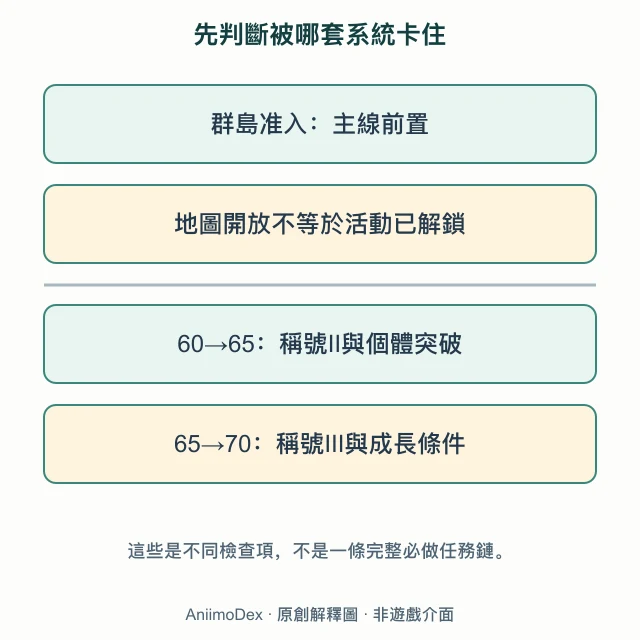 先判斷被哪套系統卡住
群島准入：主線前置
地圖開放不等於活動已解鎖
60→65：稱號II與個體突破
65→70：稱號III與成長條件
這些是不同檢查項，不是一條完整必做任務鏈。
AniimoDex · 原創解釋圖 · 非遊戲介面